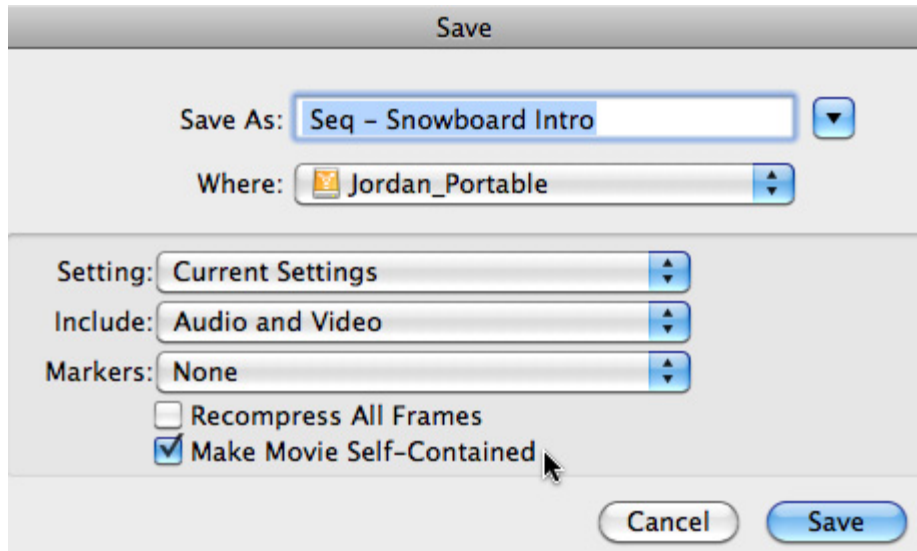 Save
Save As: Seq - Snowboard Intro
Where: Jordan_Portable
Setting: Current Settings
Include: Audio and Video
Markers: None
Recompress All Frames
Make Movie Self-Contained
Cancel Save